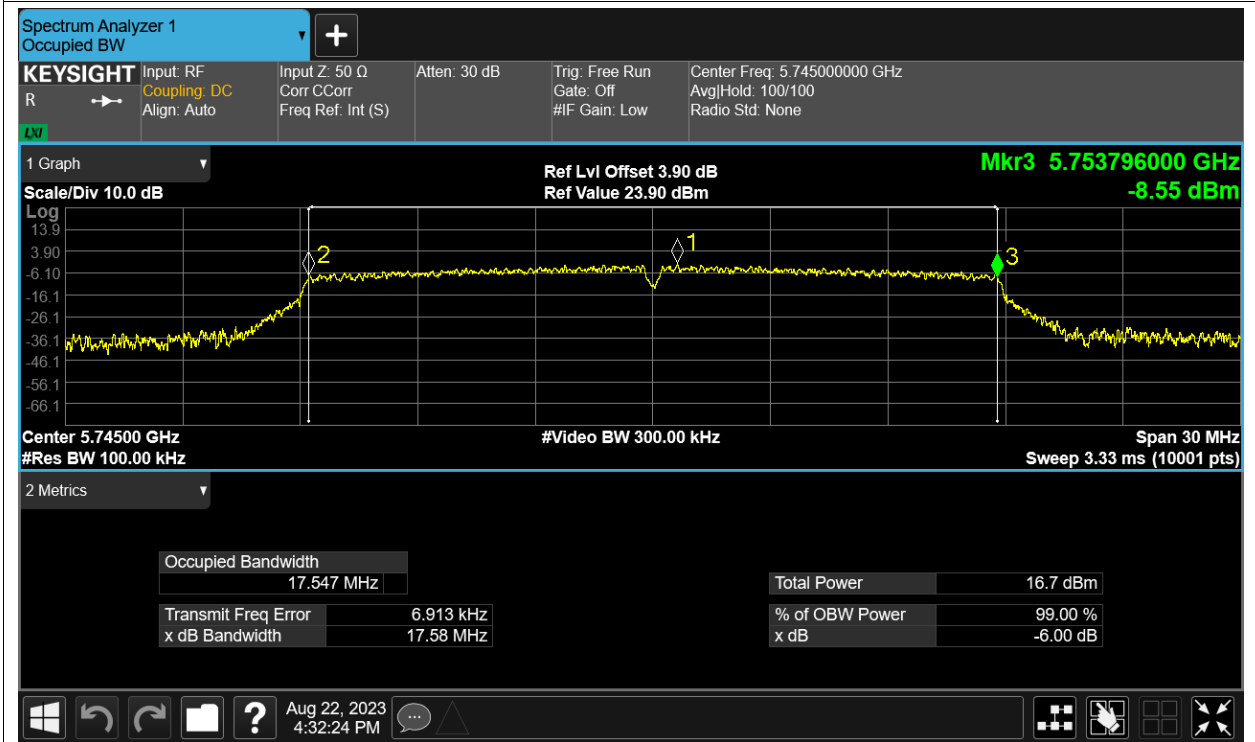 Spectrum Analyzer 1
Occupied BW
KEYSIGHT
R
LXI
Input: RF
Coupling: DC
Align: Auto
Input Z: 50 Ω
Corr CCorr
Freq Ref: Int (S)
Atten: 30 dB
Trig: Free Run
Gate: Off
#IF Gain: Low
Center Freq: 5.745000000 GHz
Avg|Hold: 100/100
Radio Std: None
1 Graph
Scale/Div 10.0 dB
Ref Lvl Offset 3.90 dB
Ref Value 23.90 dBm
Mkr3 5.753796000 GHz
-8.55 dBm
Log
13.9
3.90
-6.10
-16.1
-26.1
-36.1
-46.1
-56.1
-66.1
2
1
3
Center 5.74500 GHz
#Video BW 300.00 kHz
Span 30 MHz
#Res BW 100.00 kHz
Sweep 3.33 ms (10001 pts)
2 Metrics
Occupied Bandwidth
17.547 MHz
Total Power 16.7 dBm
Transmit Freq Error 6.913 kHz
% of OBW Power 99.00 %
x dB Bandwidth 17.58 MHz
x dB -6.00 dB
?
Aug 22, 2023
4:32:24 PM